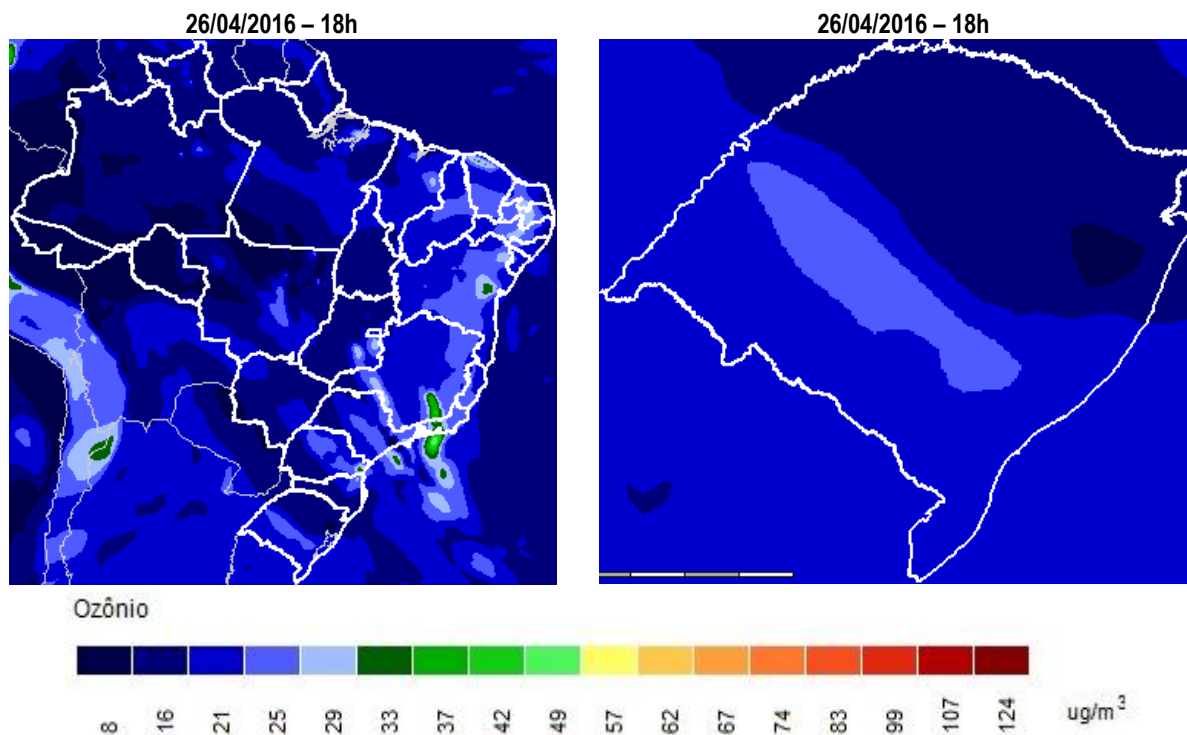 26/04/2016 – 18h
26/04/2016 – 18h
Ozônio
8 16 21 25 29 33 37 42 49 57 62 67 74 83 99 107 124 ug/m³